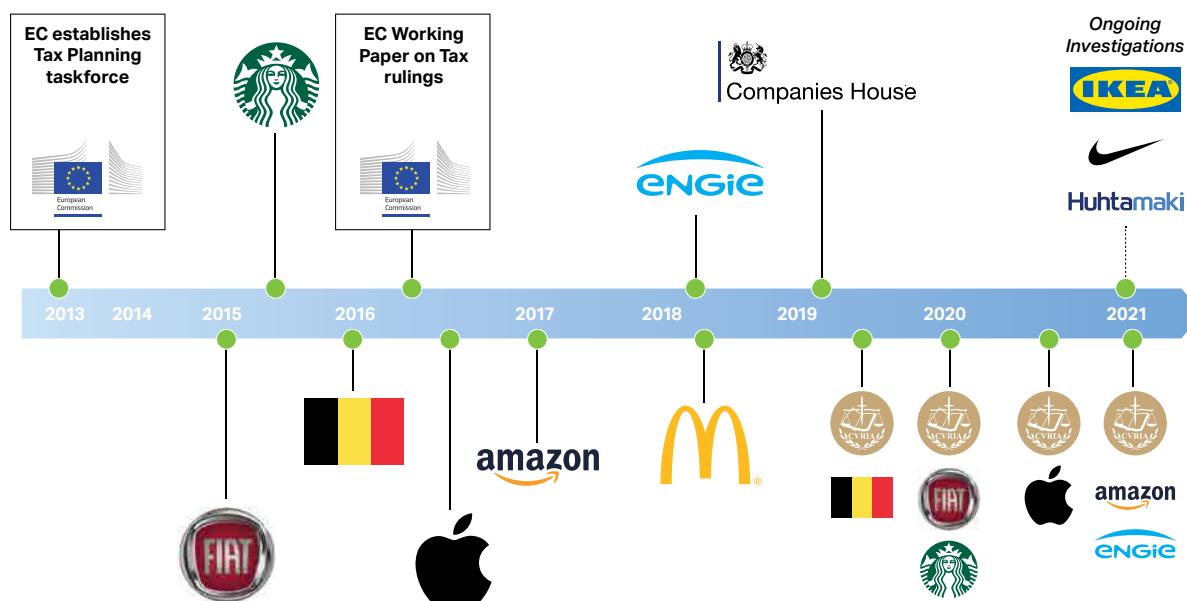 EC establishes
Tax Planning
taskforce
European
Commission
EC Working
Paper on Tax
rulings
European
Commission
ENGIE
Companies House
Ongoing
Investigations
IKEA®
Huhtamaki
2013
2014
2015
2016
2017
2018
2019
2020
2021
FIAT
amazon
®
CVRIA
CVRIA
CVRIA
CVRIA
FIAT
amazon
ENGIE